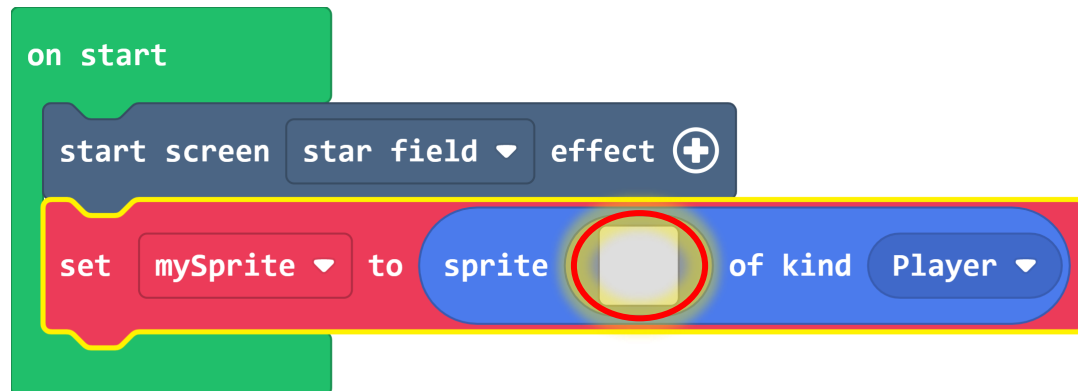 on start
start screen star field effect
set mySprite to sprite of kind Player